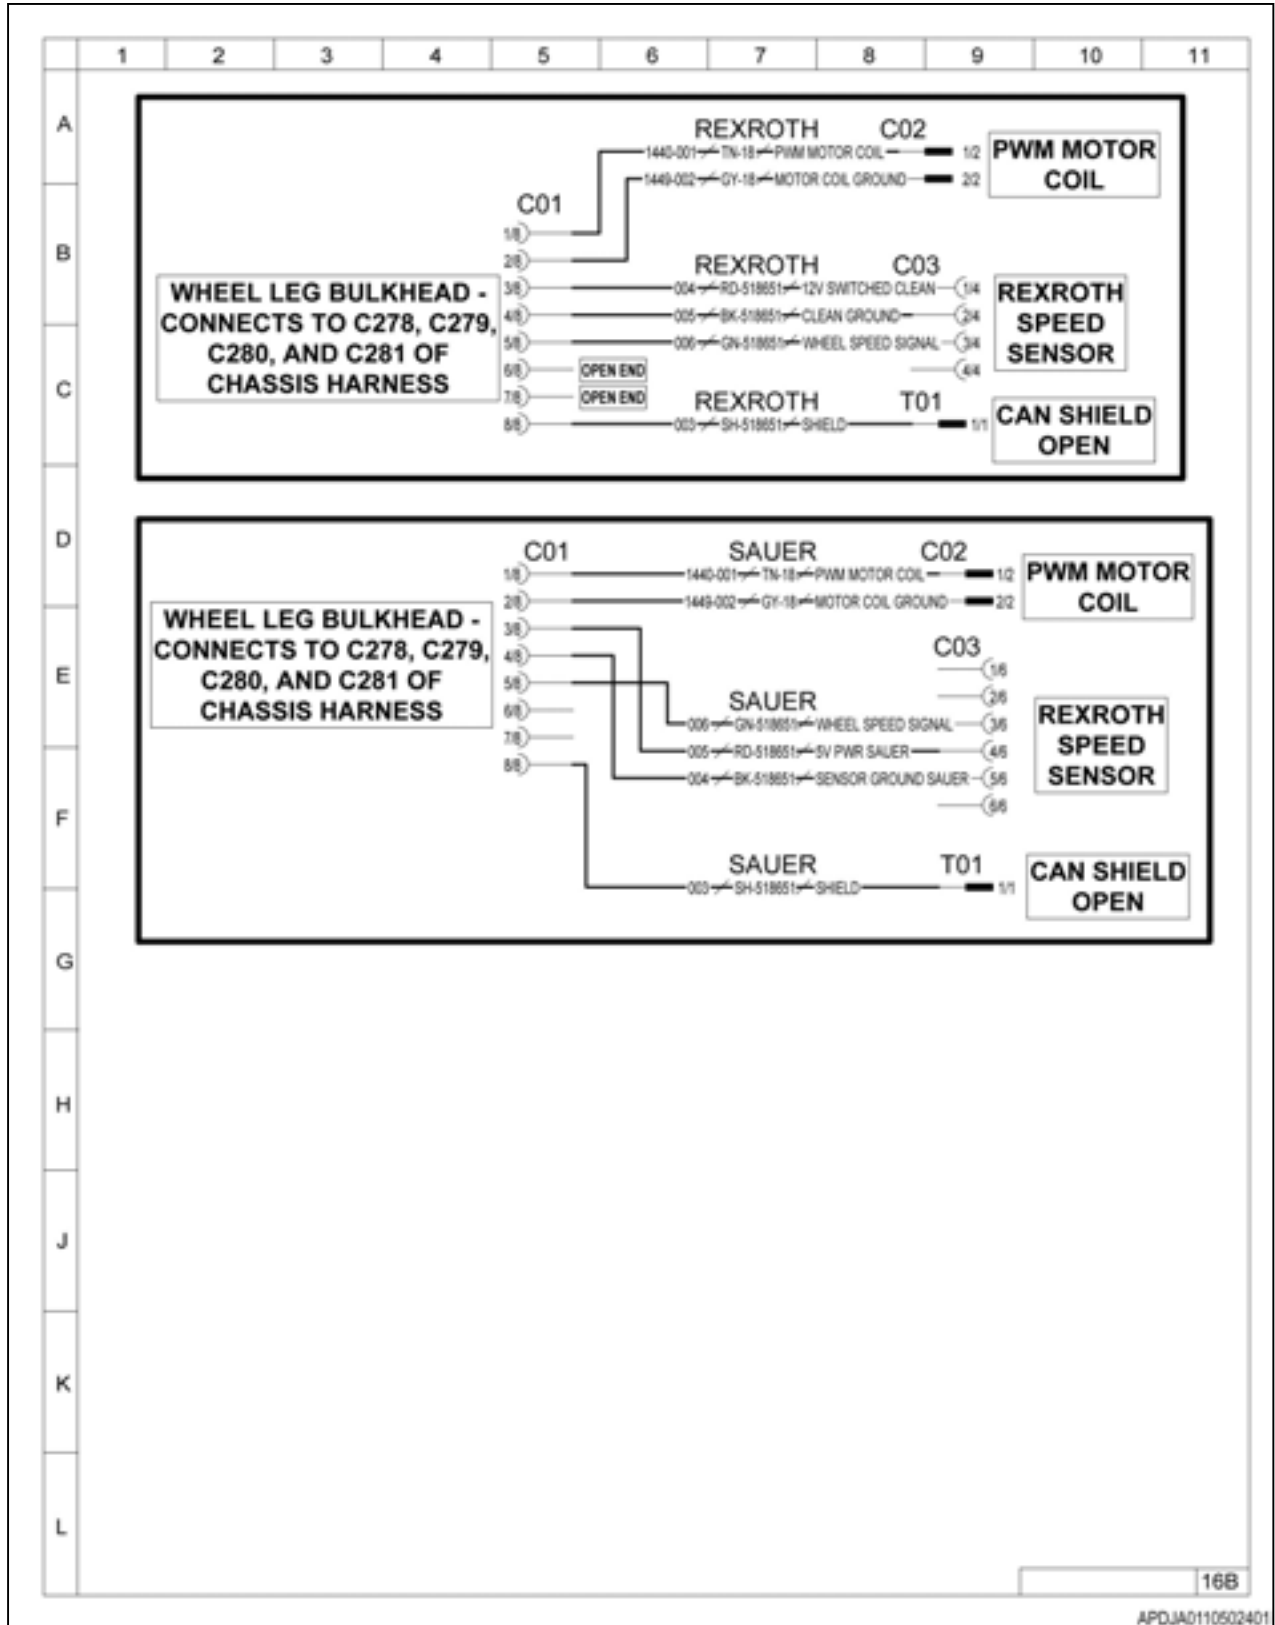 1 2 3 4 5 6 7 8 9 10 11
A
REXROTH C02
1440-001 TN-18 PWM MOTOR COIL 1/2
1449-002 GY-18 MOTOR COIL GROUND 2/2
PWM MOTOR
COIL
B
C01
1/8
2/8
3/8
4/8
5/8
6/8 OPEN END
7/8 OPEN END
8/8
WHEEL LEG BULKHEAD -
CONNECTS TO C278, C279,
C280, AND C281 OF
CHASSIS HARNESS
REXROTH C03
004 RD-518651 12V SWITCHED CLEAN 1/4
005 BK-518651 CLEAN GROUND 2/4
006 GN-518651 WHEEL SPEED SIGNAL 3/4
4/4
REXROTH
SPEED
SENSOR
C
REXROTH T01
003 SH-518651 SHIELD 1/1
CAN SHIELD
OPEN
D
C01
1/8
2/8
3/8
4/8
5/8
6/8
7/8
8/8
SAUER C02
1440-001 TN-18 PWM MOTOR COIL 1/2
1449-002 GY-18 MOTOR COIL GROUND 2/2
PWM MOTOR
COIL
E
WHEEL LEG BULKHEAD -
CONNECTS TO C278, C279,
C280, AND C281 OF
CHASSIS HARNESS
C03
1/6
2/6
SAUER
006 GN-518651 WHEEL SPEED SIGNAL 3/6
005 RD-518651 5V PWR SAUER 4/6
004 BK-518651 SENSOR GROUND SAUER 5/6
6/6
REXROTH
SPEED
SENSOR
F
SAUER T01
003 SH-518651 SHIELD 1/1
CAN SHIELD
OPEN
G
H
J
K
L
16B
APDJA0110502401